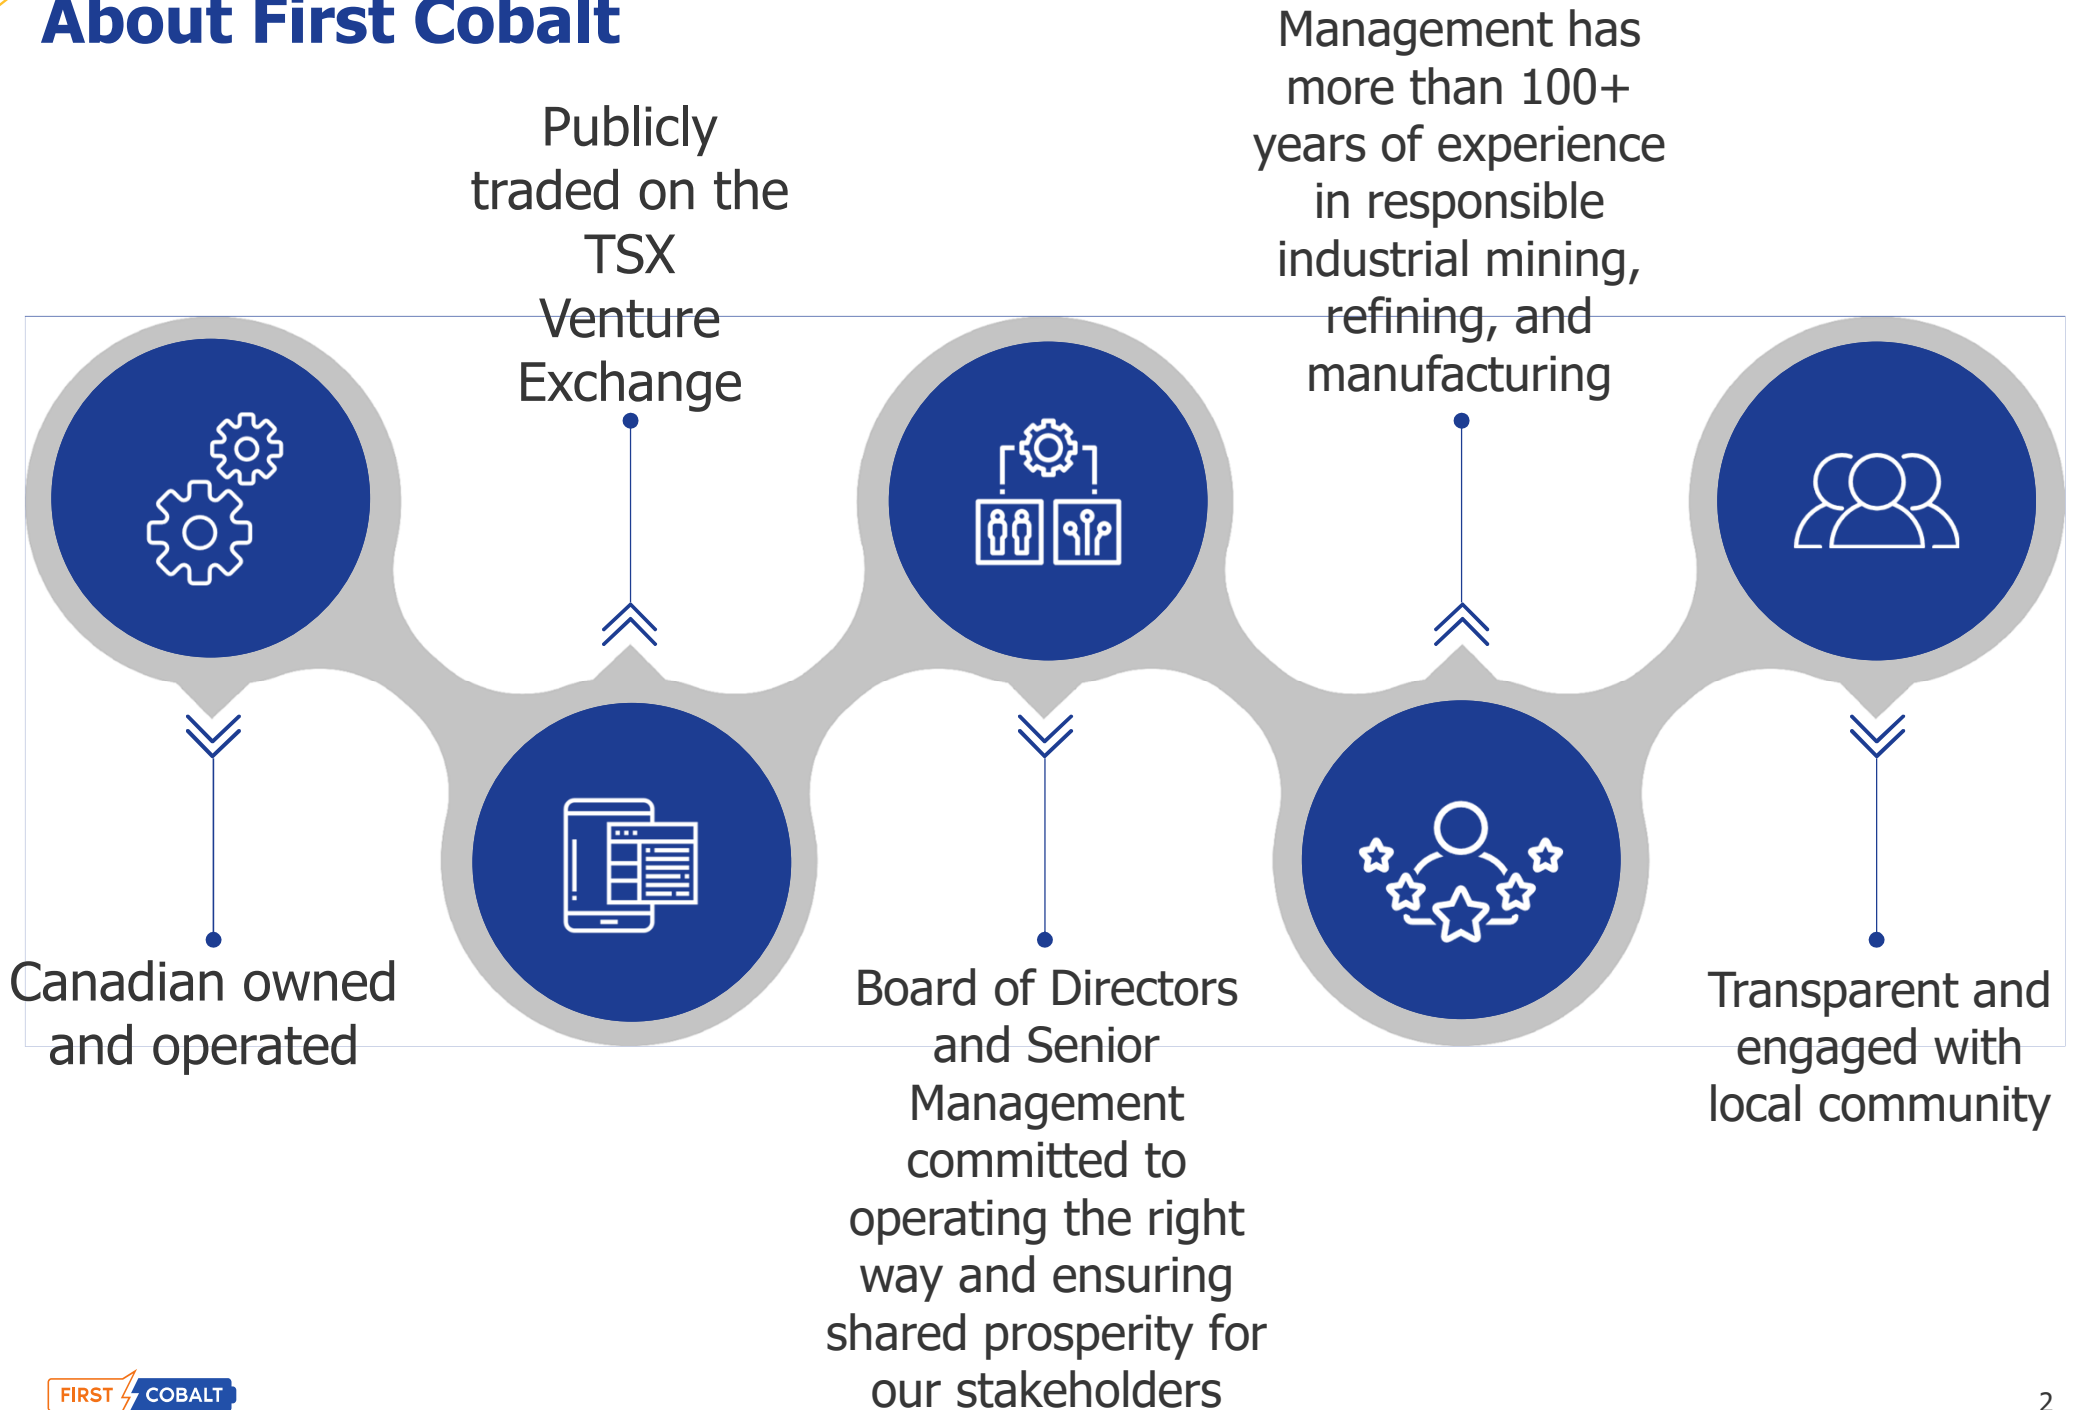 About First Cobalt
Canadian owned
and operated
Publicly
traded on the
TSX
Venture
Exchange
Board of Directors
and Senior
Management
committed to
operating the right
way and ensuring
shared prosperity for
our stakeholders
Management has
more than 100+
years of experience
in responsible
industrial mining,
refining, and
manufacturing
Transparent and
engaged with
local community
FIRST COBALT
2